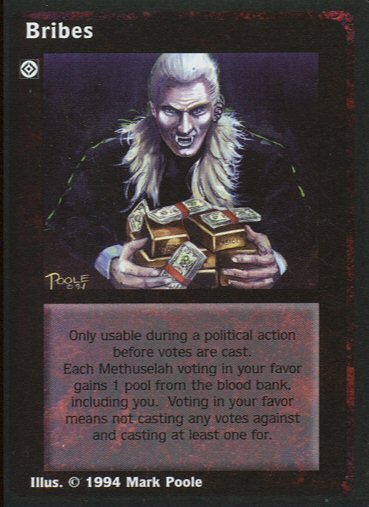 Bribes
POOLE
©94
Only usable during a political action
before votes are cast.
Each Methuselah voting in your favor
gains 1 pool from the blood bank,
including you. Voting in your favor
means not casting any votes against
and casting at least one for.
Illus. © 1994 Mark Poole